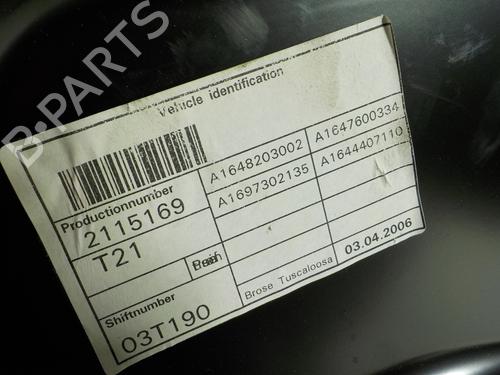 B-PARTS
Vehicle identification
Productionnumber
2115169
T21
Shiftnumber
03T190
A1648203002
A1647600334
A1697302135
A1644407110
Brose Tuscaloosa
03.04.2006